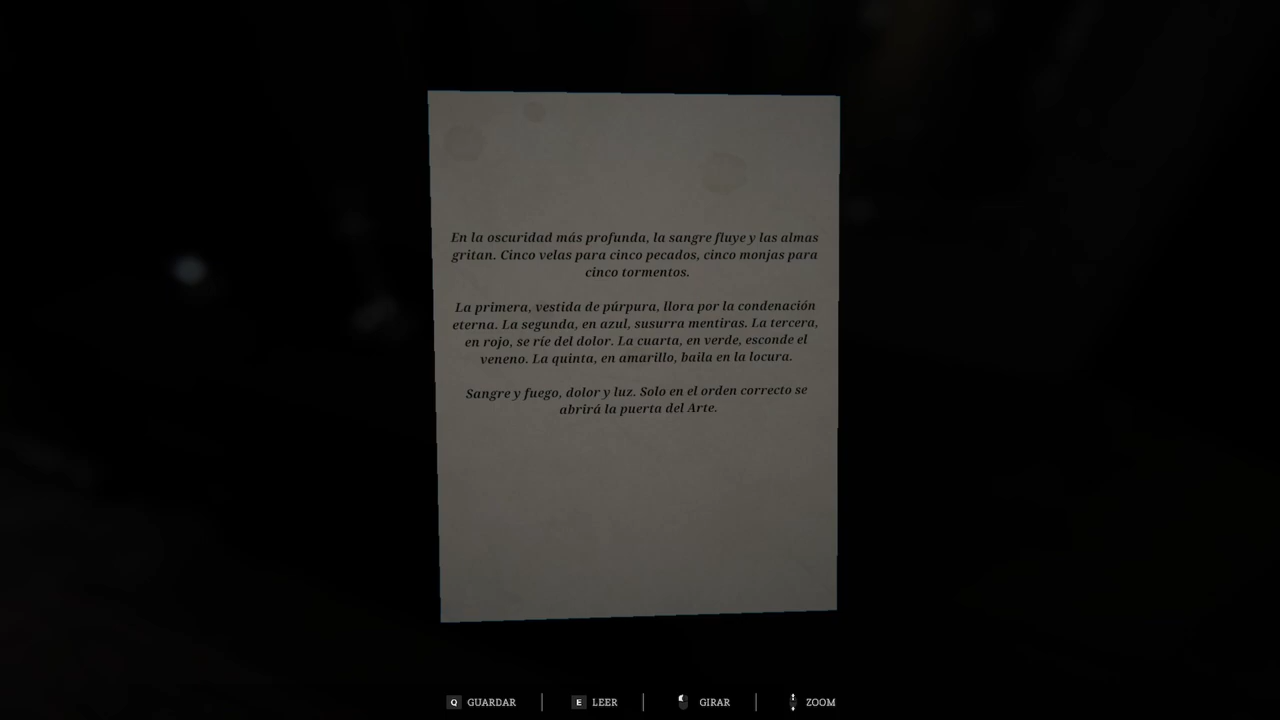 En la oscuridad más profunda, la sangre fluye y las almas
gritan. Cinco velas para cinco pecados, cinco monjas para
cinco tormentos.
La primera, vestida de púrpura, llora por la condenación
eterna. La segunda, en azul, susurra mentiras. La tercera,
en rojo, se ríe del dolor. La cuarta, en verde, esconde el
veneno. La quinta, en amarillo, baila en la locura.
Sangre y fuego, dolor y luz. Solo en el orden correcto se
abrirá la puerta del Arte.
Q GUARDAR E LEER GIRAR ZOOM